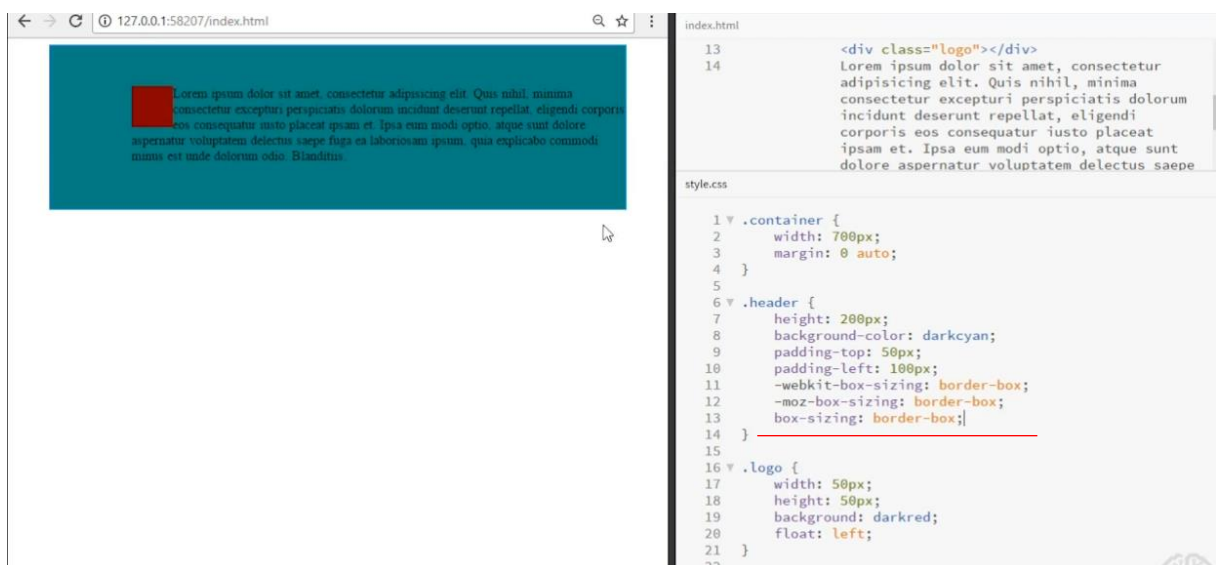 127.0.0.1:58207/index.html
Lorem ipsum dolor sit amet, consectetur adipisicing elit. Quis nihil, minima
consectetur excepturi perspiciatis dolorum incidunt deserunt repellat, eligendi corporis
eos consequatur iusto placeat ipsam et. Ipsa eum modi optio, atque sunt dolore
aspernatur voluptatem delectus saepe fuga ea laboriosam ipsum, quia explicabo commodi
minus est unde dolorum odio. Blanditiis.
index.html
13 <div class="logo"></div>
14 Lorem ipsum dolor sit amet, consectetur
adipisicing elit. Quis nihil, minima
consectetur excepturi perspiciatis dolorum
incidunt deserunt repellat, eligendi
corporis eos consequatur iusto placeat
ipsam et. Ipsa eum modi optio, atque sunt
dolore aspernatur voluptatem delectus saepe
style.css
1 .container {
2 width: 700px;
3 margin: 0 auto;
4 }
5
6 .header {
7 height: 200px;
8 background-color: darkcyan;
9 padding-top: 50px;
10 padding-left: 100px;
11 -webkit-box-sizing: border-box;
12 -moz-box-sizing: border-box;
13 box-sizing: border-box;
14 }
15
16 .logo {
17 width: 50px;
18 height: 50px;
19 background: darkred;
20 float: left;
21 }
22